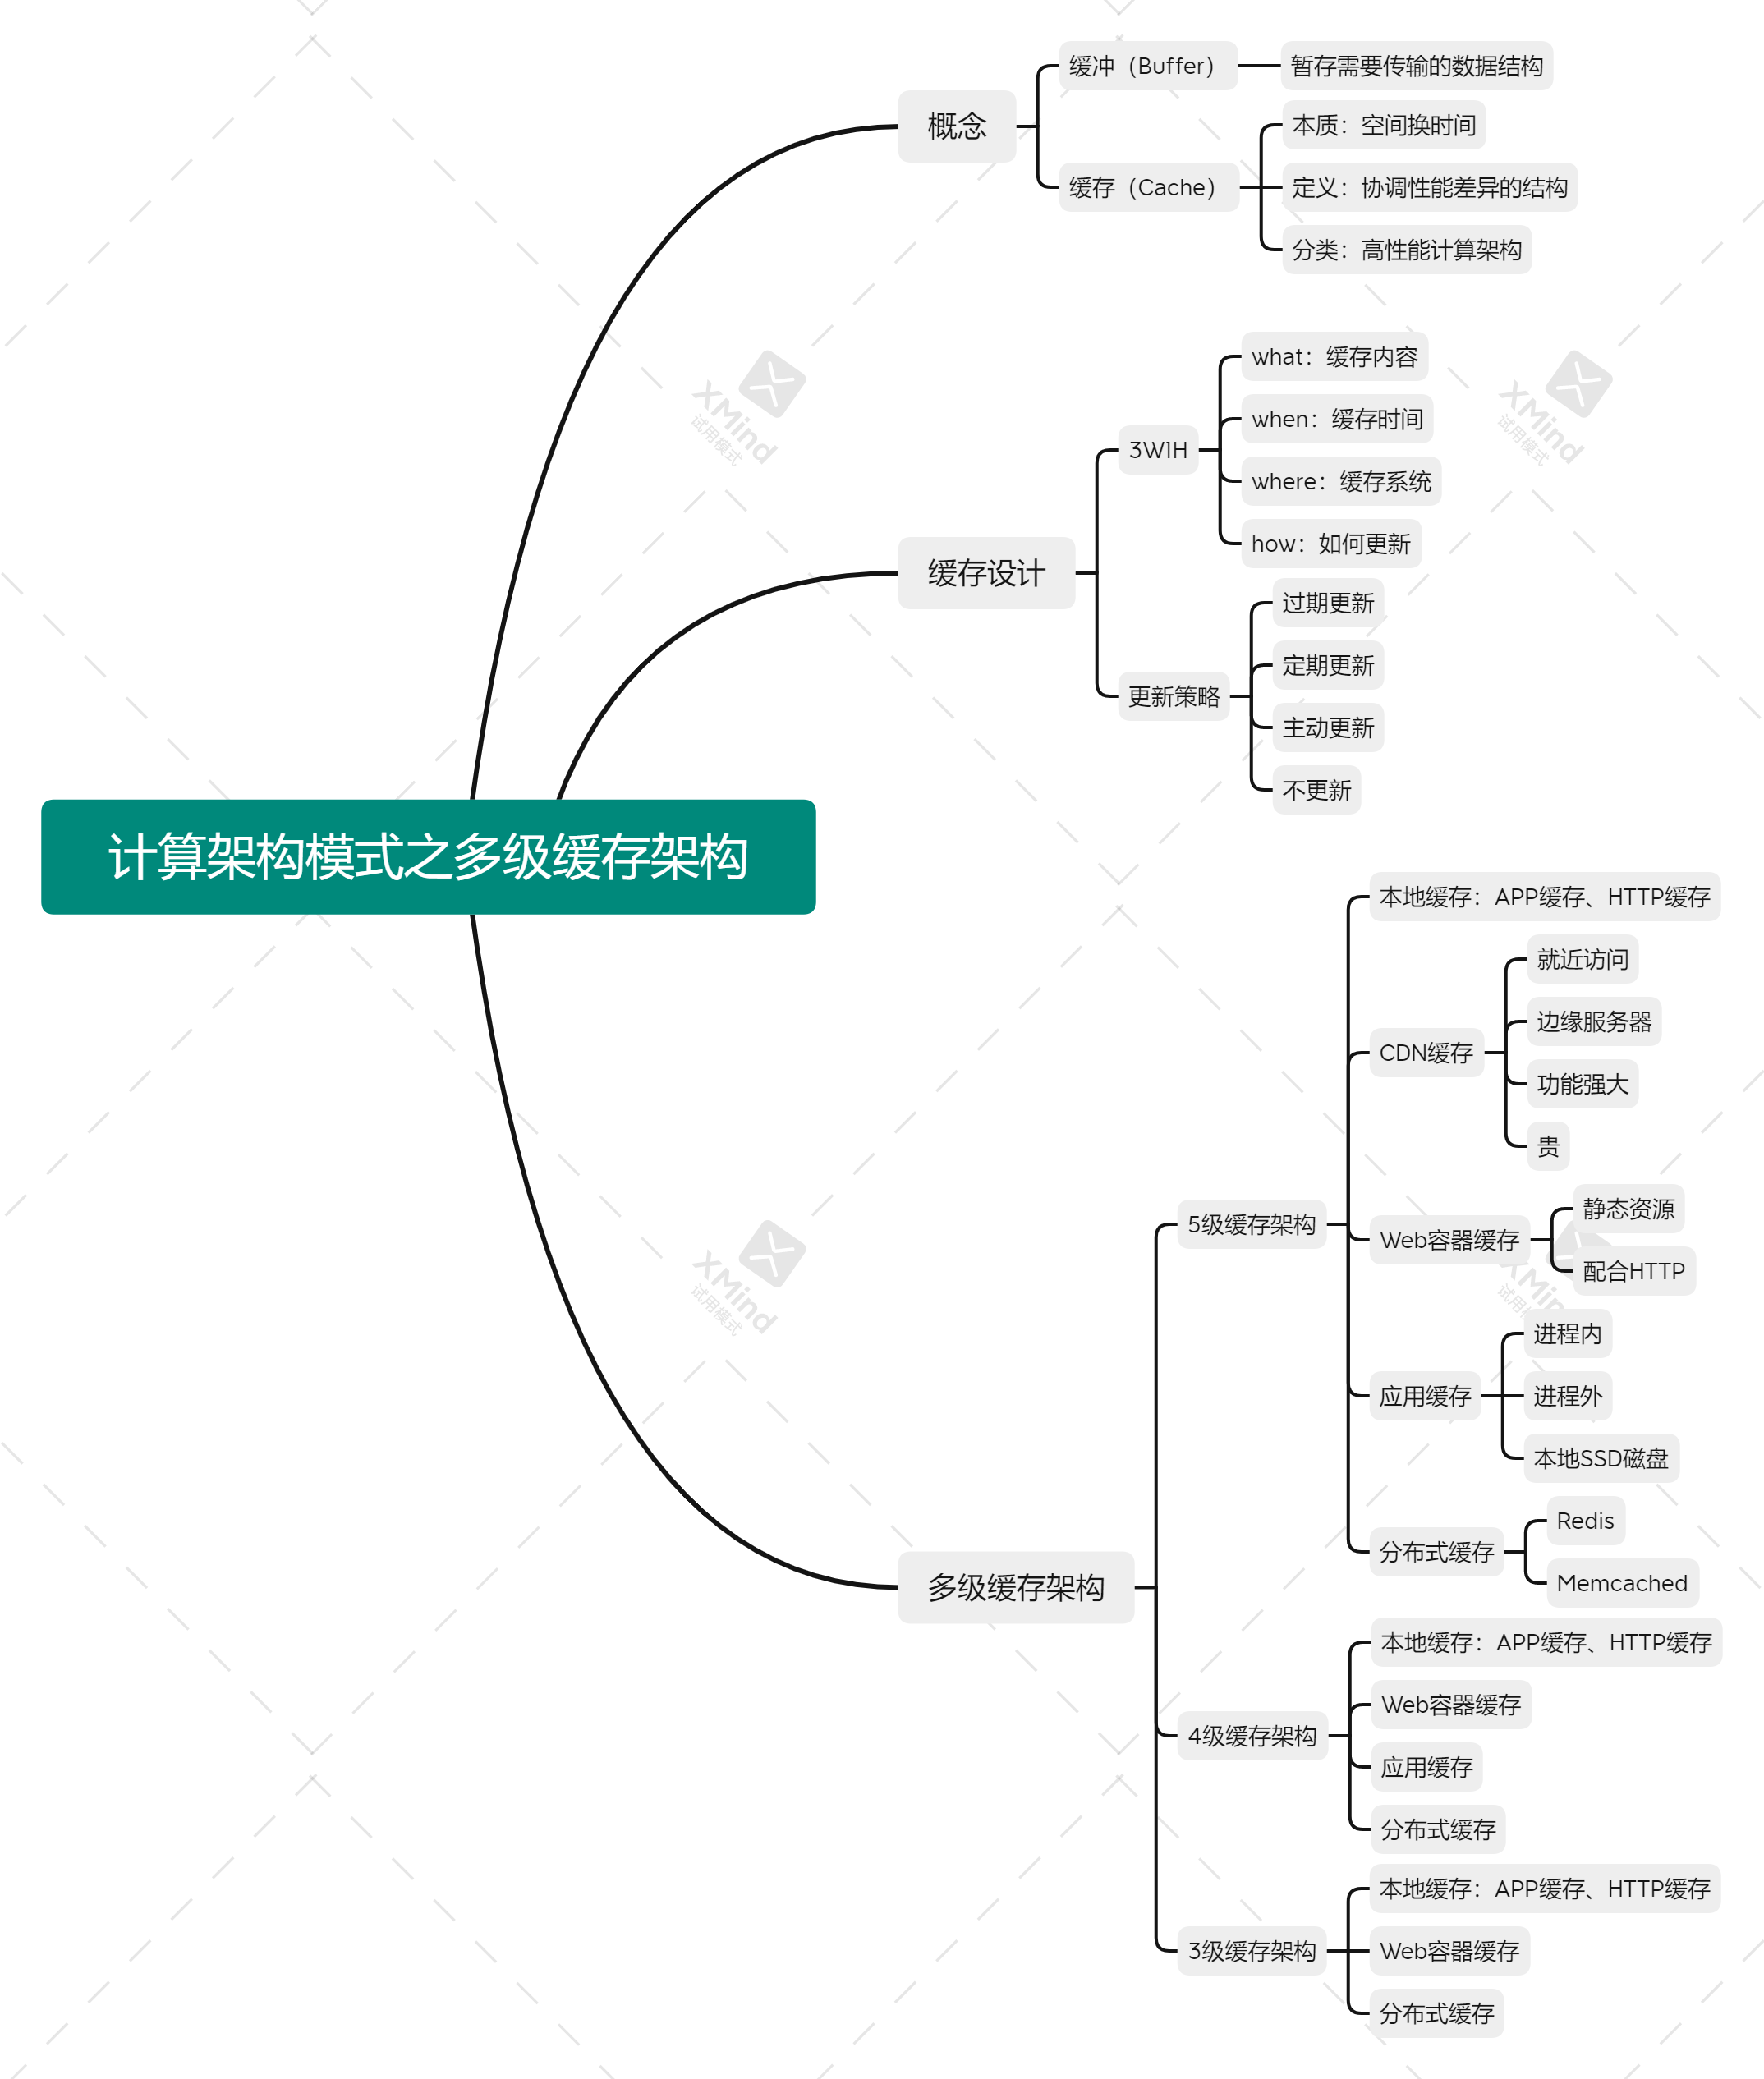 缓冲（Buffer）
暂存需要传输的数据结构
概念
本质：空间换时间
缓存（Cache）
定义：协调性能差异的结构
分类：高性能计算架构
what：缓存内容
when：缓存时间
3W1H
where：缓存系统
how：如何更新
缓存设计
过期更新
定期更新
更新策略
主动更新
不更新
计算架构模式之多级缓存架构
本地缓存：APP缓存、HTTP缓存
就近访问
边缘服务器
CDN缓存
功能强大
贵
5级缓存架构
静态资源
Web容器缓存
配合HTTP
进程内
应用缓存
进程外
本地SSD磁盘
Redis
分布式缓存
Memcached
多级缓存架构
本地缓存：APP缓存、HTTP缓存
Web容器缓存
4级缓存架构
应用缓存
分布式缓存
本地缓存：APP缓存、HTTP缓存
3级缓存架构
Web容器缓存
分布式缓存
XMind
试用模式
XMind
试用模式
XMind
试用模式
XMind
试用模式